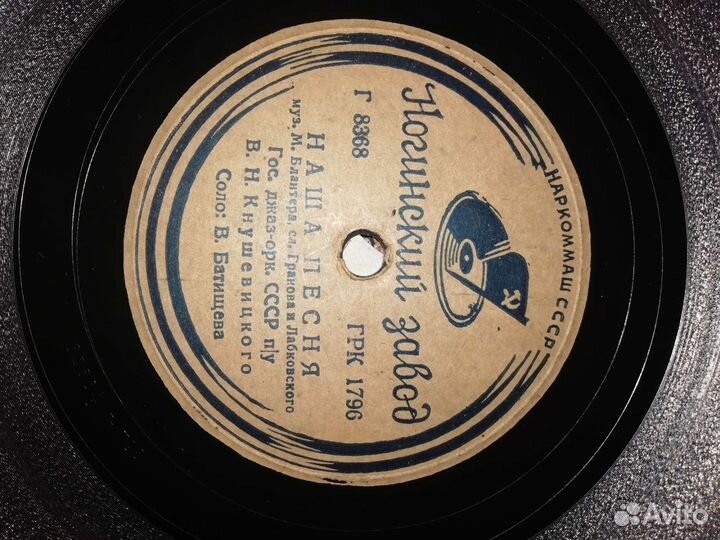 НАРКОММАШ СССР
Ногинский завод
Г 8368 ГРК 1796
НАША ПЕСНЯ
муз. М. Блантера, сл. Гранова и Лабковского
Гос. джаз-орк. СССР п/у
В. Н. Кнушевицкого
Соло: В. Батищева
Avito